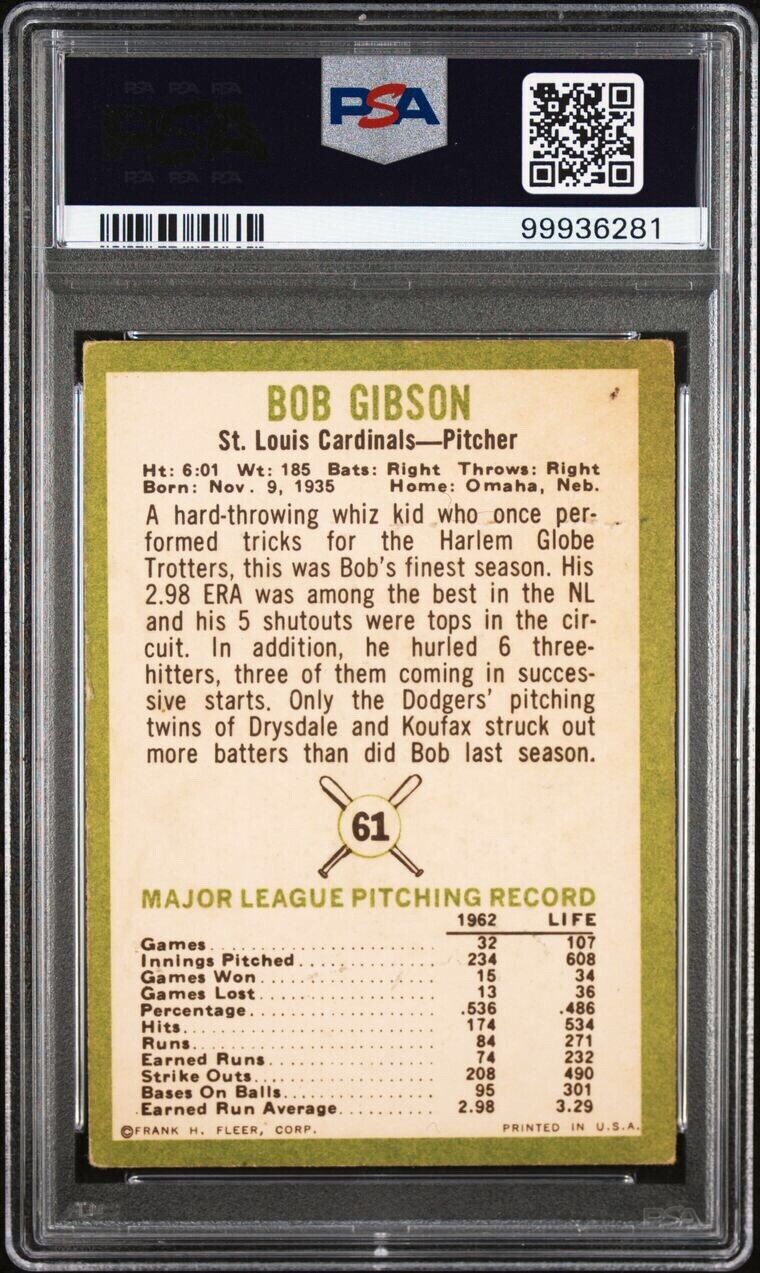 PSA PSA PSA
PSA
PSA
PSA PSA PSA
99936281
BOB GIBSON
St. Louis Cardinals—Pitcher
Ht: 6:01 Wt: 185 Bats: Right Throws: Right
Born: Nov. 9, 1935 Home: Omaha, Neb.
A hard-throwing whiz kid who once per-
formed tricks for the Harlem Globe
Trotters, this was Bob's finest season. His
2.98 ERA was among the best in the NL
and his 5 shutouts were tops in the cir-
cuit. In addition, he hurled 6 three-
hitters, three of them coming in succes-
sive starts. Only the Dodgers' pitching
twins of Drysdale and Koufax struck out
more batters than did Bob last season.
61
MAJOR LEAGUE PITCHING RECORD
1962 LIFE
Games 32 107
Innings Pitched 234 608
Games Won 15 34
Games Lost 13 36
Percentage .536 .486
Hits 174 534
Runs 84 271
Earned Runs 74 232
Strike Outs 208 490
Bases On Balls 95 301
Earned Run Average 2.98 3.29
©FRANK H. FLEER, CORP. PRINTED IN U.S.A.
PSA